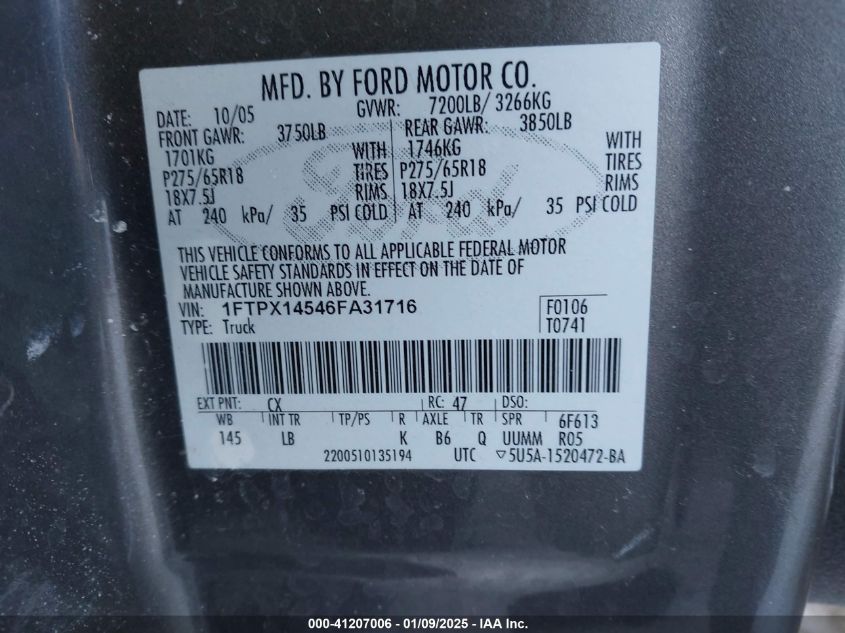 MFD. BY FORD MOTOR CO.
DATE: 10/05 GVWR: 7200LB/ 3266KG
FRONT GAWR: 3750LB REAR GAWR: 3850LB
1701KG WITH 1746KG WITH
P275/65R18 TIRES P275/65R18 TIRES
18X7.5J RIMS 18X7.5J RIMS
AT 240 kPa/ 35 PSI COLD AT 240 kPa/ 35 PSI COLD
Ford
THIS VEHICLE CONFORMS TO ALL APPLICABLE FEDERAL MOTOR
VEHICLE SAFETY STANDARDS IN EFFECT ON THE DATE OF
MANUFACTURE SHOWN ABOVE.
VIN: 1FTPX14546FA31716 F0106
TYPE: Truck T0741
EXT PNT: CX RC: 47 DSO:
WB INT TR TP/PS R AXLE TR SPR 6F613
145 LB K B6 Q UUMM R05
2200510135194 UTC ▽5U5A-1520472-BA
000-41207006 - 01/09/2025 - IAA Inc.